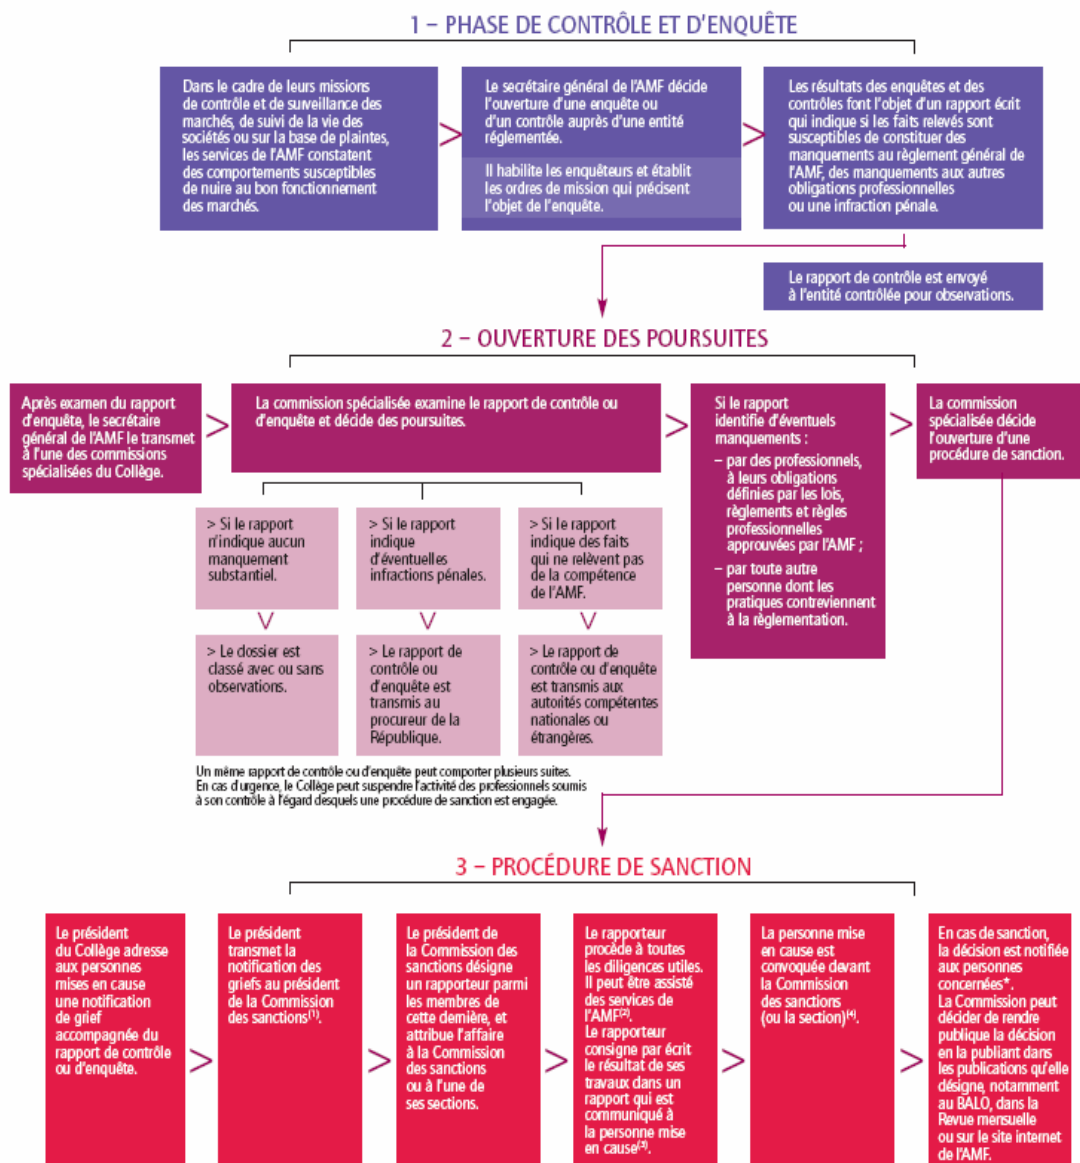 1 – PHASE DE CONTRÔLE ET D'ENQUÊTE
Dans le cadre de leurs missions
de contrôle et de surveillance des
marchés, de suivi de la vie des
sociétés ou sur la base de plaintes,
les services de l'AMF constatent
des comportements susceptibles
de nuire au bon fonctionnement
des marchés.
>
Le secrétaire général de l'AMF décide
l'ouverture d'une enquête ou
d'un contrôle auprès d'une entité
réglementée.
Il habilite les enquêteurs et établit
les ordres de mission qui précisent
l'objet de l'enquête.
>
Les résultats des enquêtes et des
contrôles font l'objet d'un rapport écrit
qui indique si les faits relevés sont
susceptibles de constituer des
manquements au règlement général de
l'AMF, des manquements aux autres
obligations professionnelles
ou une infraction pénale.
Le rapport de contrôle est envoyé
à l'entité contrôlée pour observations.
2 – OUVERTURE DES POURSUITES
Après examen du rapport
d'enquête, le secrétaire
général de l'AMF le transmet
à l'une des commissions
spécialisées du Collège.
>
La commission spécialisée examine le rapport de contrôle ou
d'enquête et décide des poursuites.
>
Si le rapport
identifie d'éventuels
manquements :
– par des professionnels,
à leurs obligations
définies par les lois,
règlements et règles
professionnelles
approuvées par l'AMF ;
– par toute autre
personne dont les
pratiques contreviennent
à la règlementation.
>
La commission
spécialisée décide
l'ouverture d'une
procédure de sanction.
> Si le rapport
n'indique aucun
manquement
substantiel.
> Le dossier est
classé avec ou sans
observations.
> Si le rapport
indique
d'éventuelles
infractions pénales.
> Le rapport de
contrôle ou
d'enquête est
transmis au
procureur de la
République.
> Si le rapport
indique des faits
qui ne relèvent pas
de la compétence
de l'AMF.
> Le rapport de
contrôle ou d'enquête
est transmis aux
autorités compétentes
nationales ou
étrangères.
Un même rapport de contrôle ou d'enquête peut comporter plusieurs suites.
En cas d'urgence, le Collège peut suspendre l'activité des professionnels soumis
à son contrôle à l'égard desquels une procédure de sanction est engagée.
3 – PROCÉDURE DE SANCTION
Le président
du Collège adresse
aux personnes
mises en cause
une notification
de grief
accompagnée du
rapport de contrôle
ou d'enquête.
>
Le président
transmet la
notification des
griefs au président
de la Commission
des sanctions(1).
>
Le président de
la Commission des
sanctions désigne
un rapporteur parmi
les membres de
cette dernière, et
attribue l'affaire
à la Commission
des sanctions
ou à l'une de
ses sections.
>
Le rapporteur
procède à toutes
les diligences utiles.
Il peut être assisté
des services de
l'AMF(2).
Le rapporteur
consigne par écrit
le résultat de ses
travaux dans un
rapport qui est
communiqué à
la personne mise
en cause(3).
>
La personne mise
en cause est
convoquée devant
la Commission
des sanctions
(ou la section)(4).
>
En cas de sanction,
la décision est notifiée
aux personnes
concernées*.
La Commission peut
décider de rendre
publique la décision
en la publiant dans
les publications qu'elle
désigne, notamment
au BALO, dans la
Revue mensuelle
ou sur le site internet
de l'AMF.